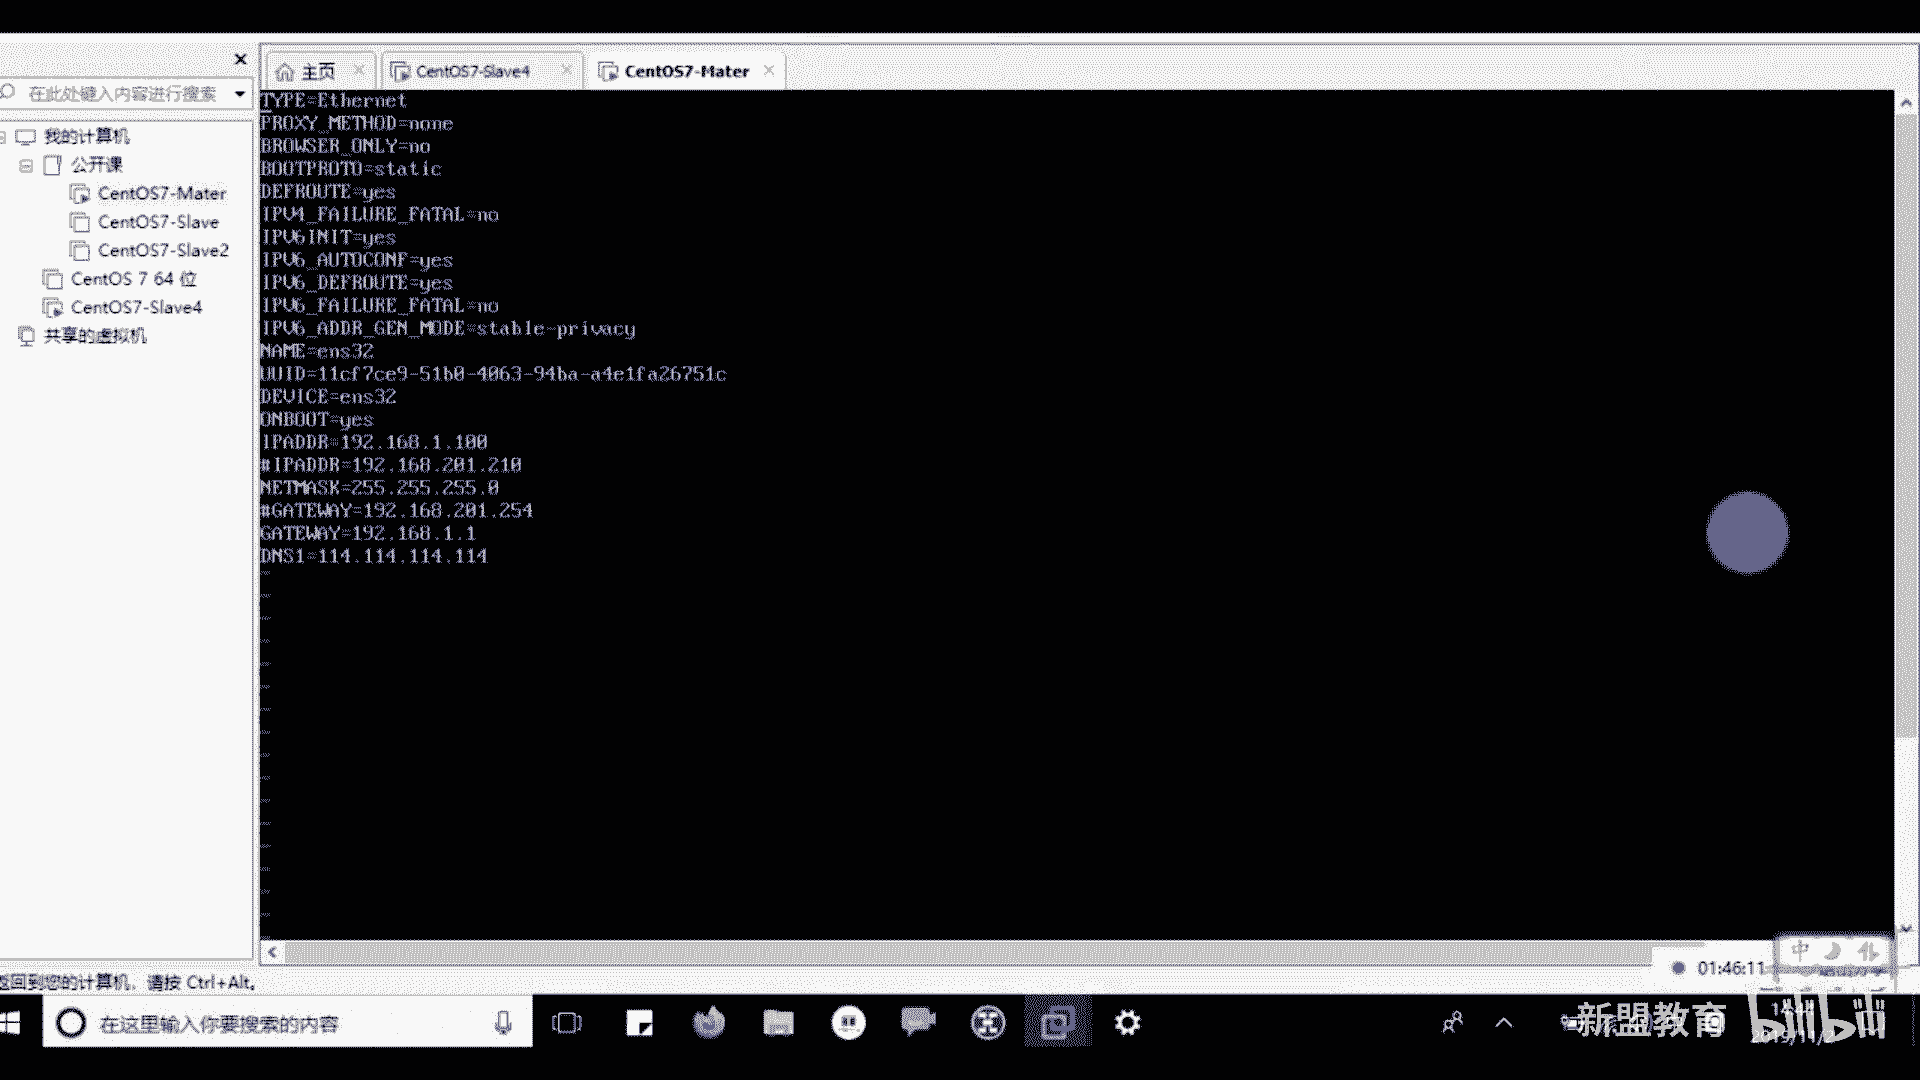 主页
CentOS7-Slave4
CentOS7-Mater
在此处键入内容进行搜索
我的计算机
公开课
CentOS7-Mater
CentOS7-Slave
CentOS7-Slave2
CentOS 7 64 位
CentOS7-Slave4
共享的虚拟机
TYPE=Ethernet
PROXY_METHOD=none
BROWSER_ONLY=no
BOOTPROTO=static
DEFROUTE=yes
IPV4_FAILURE_FATAL=no
IPV6INIT=yes
IPV6_AUTOCONF=yes
IPV6_DEFROUTE=yes
IPV6_FAILURE_FATAL=no
IPV6_ADDR_GEN_MODE=stable-privacy
NAME=ens32
UUID=11cf7ce9-51b0-4063-94ba-a4e1fa26751c
DEVICE=ens32
ONBOOT=yes
IPADDR=192.168.1.100
#IPADDR=192.168.201.210
NETMASK=255.255.255.0
#GATEWAY=192.168.201.254
GATEWAY=192.168.1.1
DNS1=114.114.114.114
中
01:46:11
返回到您的计算机，请按 Ctrl+Alt。
在这里输入你要搜索的内容
新盟教育
bilibili